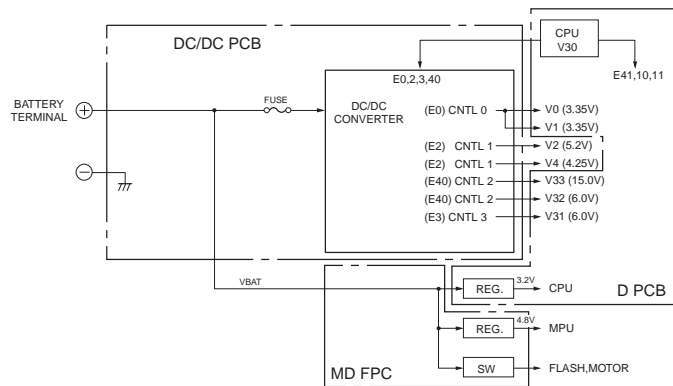 DC/DC PCB
CPU
V30
E0,2,3,40
E41,10,11
BATTERY
TERMINAL
FUSE
DC/DC
CONVERTER
(E0) CNTL 0
V0 (3.35V)
V1 (3.35V)
(E2) CNTL 1
V2 (5.2V)
(E2) CNTL 1
V4 (4.25V)
(E40) CNTL 2
V33 (15.0V)
(E40) CNTL 2
V32 (6.0V)
(E3) CNTL 3
V31 (6.0V)
VBAT
REG.
3.2V
CPU
D PCB
REG.
4.8V
MPU
SW
FLASH,MOTOR
MD FPC